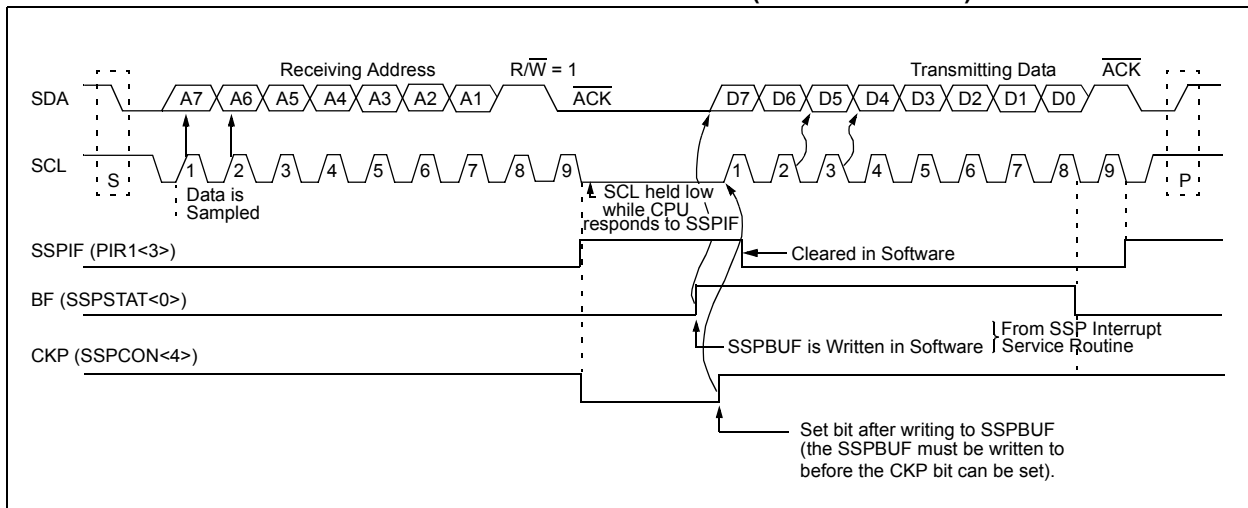 Receiving Address R/W = 1 Transmitting Data ACK
SDA A7 A6 A5 A4 A3 A2 A1 ACK D7 D6 D5 D4 D3 D2 D1 D0
SCL S 1 2 3 4 5 6 7 8 9 1 2 3 4 5 6 7 8 9 P
Data is
Sampled
SCL held low
while CPU
responds to SSPIF
SSPIF (PIR1<3>)
Cleared in Software
BF (SSPSTAT<0>)
SSPBUF is Written in Software
From SSP Interrupt
Service Routine
CKP (SSPCON<4>)
Set bit after writing to SSPBUF
(the SSPBUF must be written to
before the CKP bit can be set).